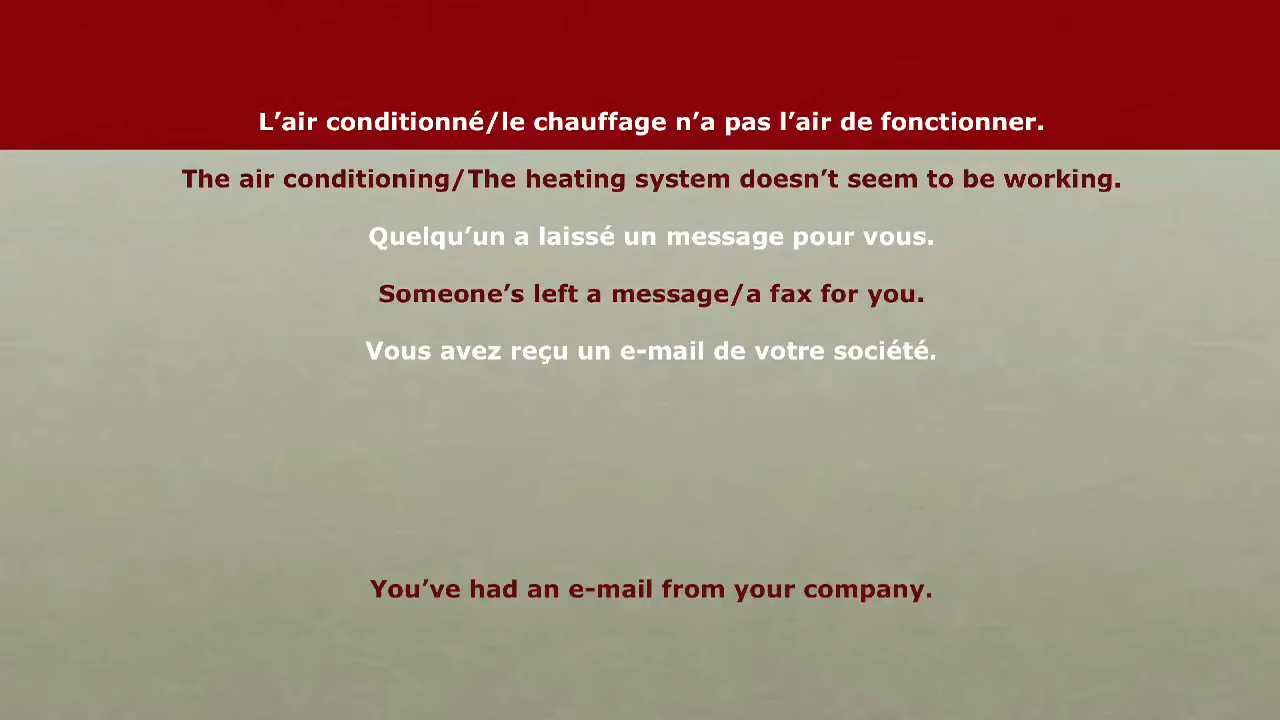 L’air conditionné/le chauffage n’a pas l’air de fonctionner.
The air conditioning/The heating system doesn’t seem to be working.
Quelqu’un a laissé un message pour vous.
Someone’s left a message/a fax for you.
Vous avez reçu un e-mail de votre société.
You’ve had an e-mail from your company.